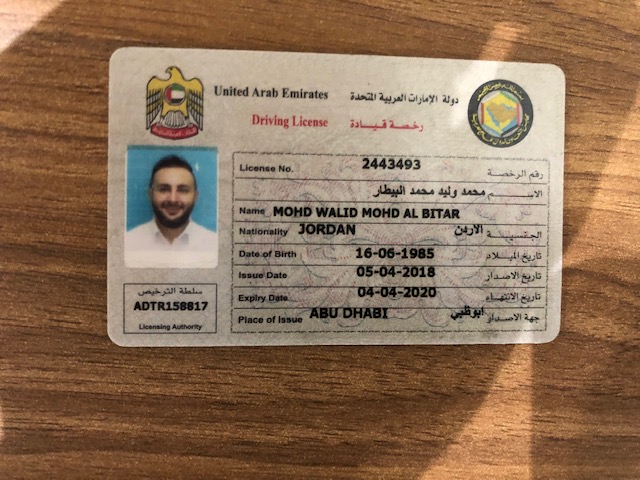 United Arab Emirates دولة الإمارات العربية المتحدة
Driving License رخصة قيادة
License No. 2443493 رقم الرخصة
الاسم محمد وليد محمد البيطار
Name MOHD WALID MOHD AL BITAR
Nationality JORDAN الاردن الجنسية
Date of Birth 16-06-1985 تاريخ الميلاد
Issue Date 05-04-2018 تاريخ الاصدار
Expiry Date 04-04-2020 تاريخ الانتهاء
Place of Issue ABU DHABI ابوظبي جهة الاصدار
سلطة الترخيص
ADTR158817
Licensing Authority